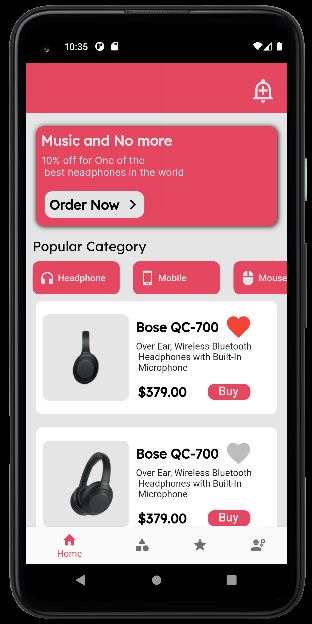 10:35
Music and No more
10% off for One of the
best headphones in the world
Order Now
Popular Category
Headphone
Mobile
Mouse
Bose QC-700
Over Ear, Wireless Bluetooth
Headphones with Built-In
Microphone
$379.00
Buy
Bose QC-700
Over Ear, Wireless Bluetooth
Headphones with Built-In
Microphone
$379.00
Buy
Home